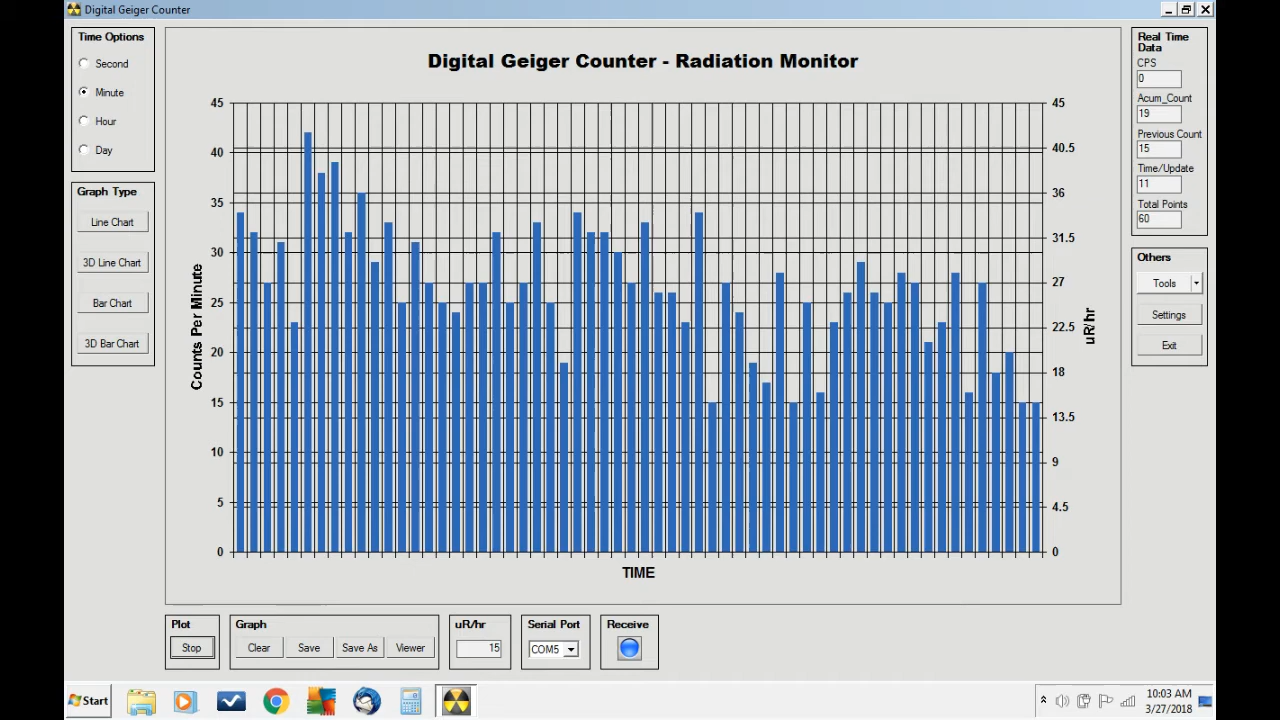 Digital Geiger Counter
Time Options
Second
Minute
Hour
Day
Graph Type
Line Chart
3D Line Chart
Bar Chart
3D Bar Chart
Digital Geiger Counter - Radiation Monitor
Counts Per Minute
45
40
35
30
25
20
15
10
5
0
45
40.5
36
31.5
27
22.5
18
13.5
9
4.5
0
uR/hr
TIME
Real Time
Data
CPS
0
Acum_Count
19
Previous Count
15
Time/Update
11
Total Points
60
Others
Tools
Settings
Exit
Plot
Stop
Graph
Clear Save Save As Viewer
uR/hr
15
Serial Port
COM5
Receive
Start
10:03 AM
3/27/2018